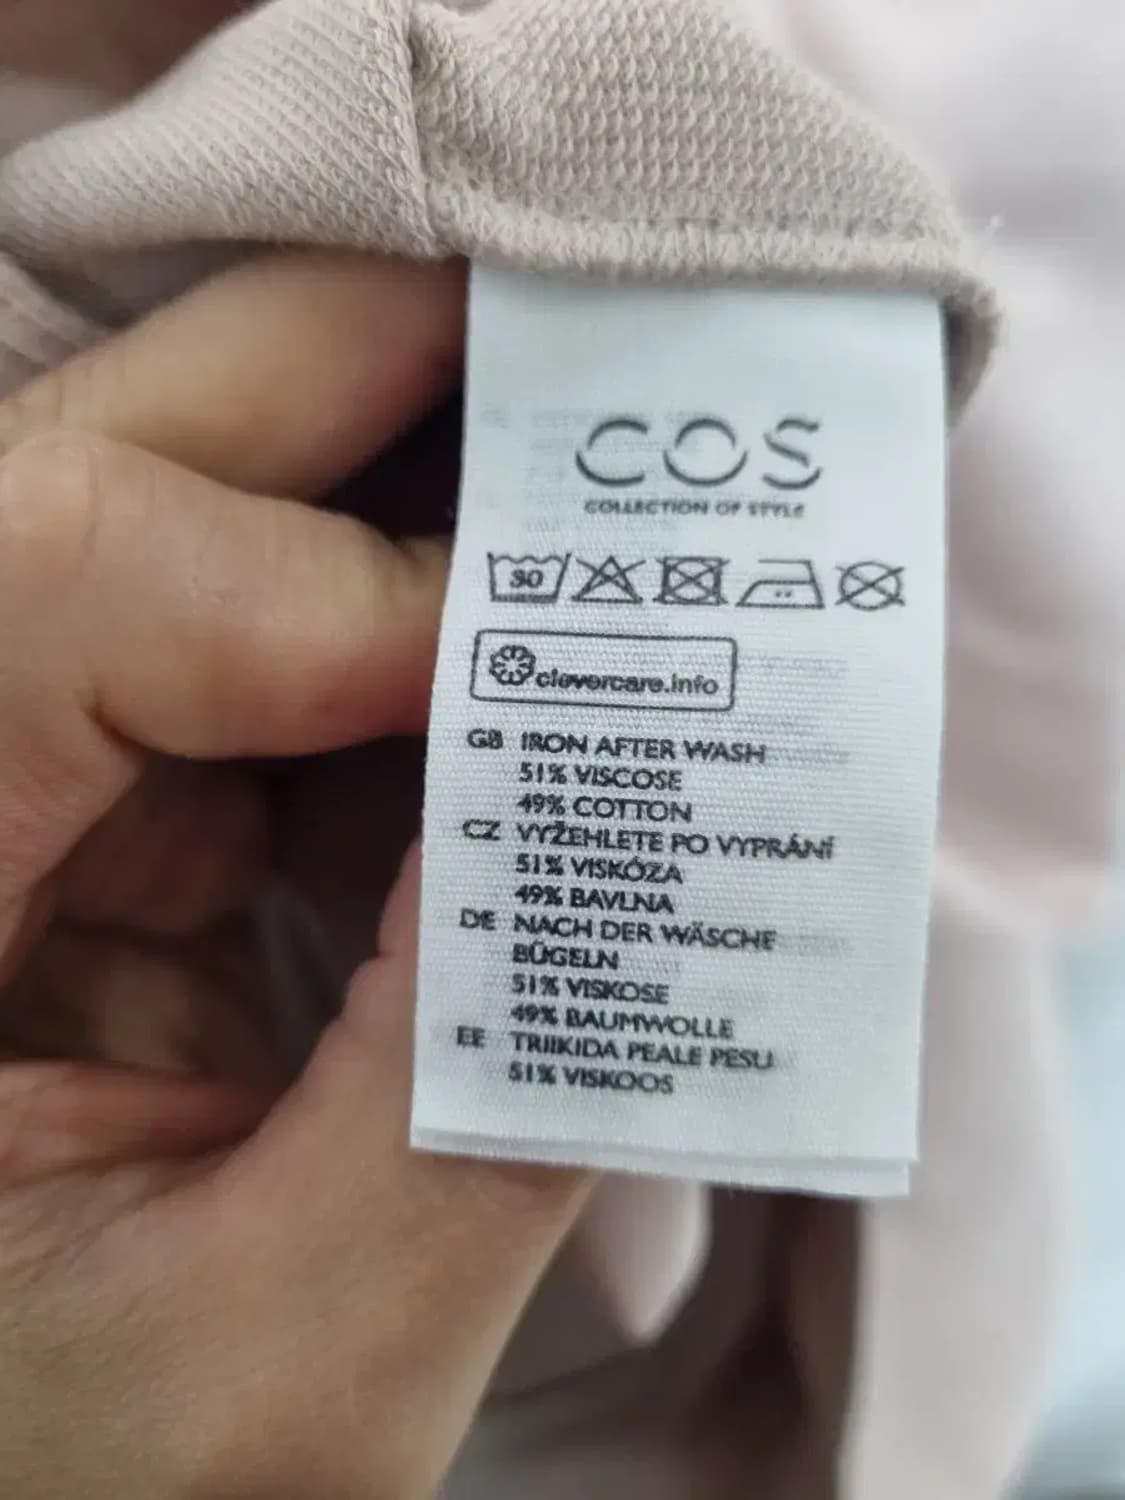 COS
COLLECTION OF STYLE
30
clevercare.info
GB IRON AFTER WASH
51% VISCOSE
49% COTTON
CZ VYŽEHLETE PO VYPRÁNÍ
51% VISKÓZA
49% BAVLNA
DE NACH DER WÄSCHE
BÜGELN
51% VISKOSE
49% BAUMWOLLE
EE TRIIKIDA PEALE PESU
51% VISKOOS